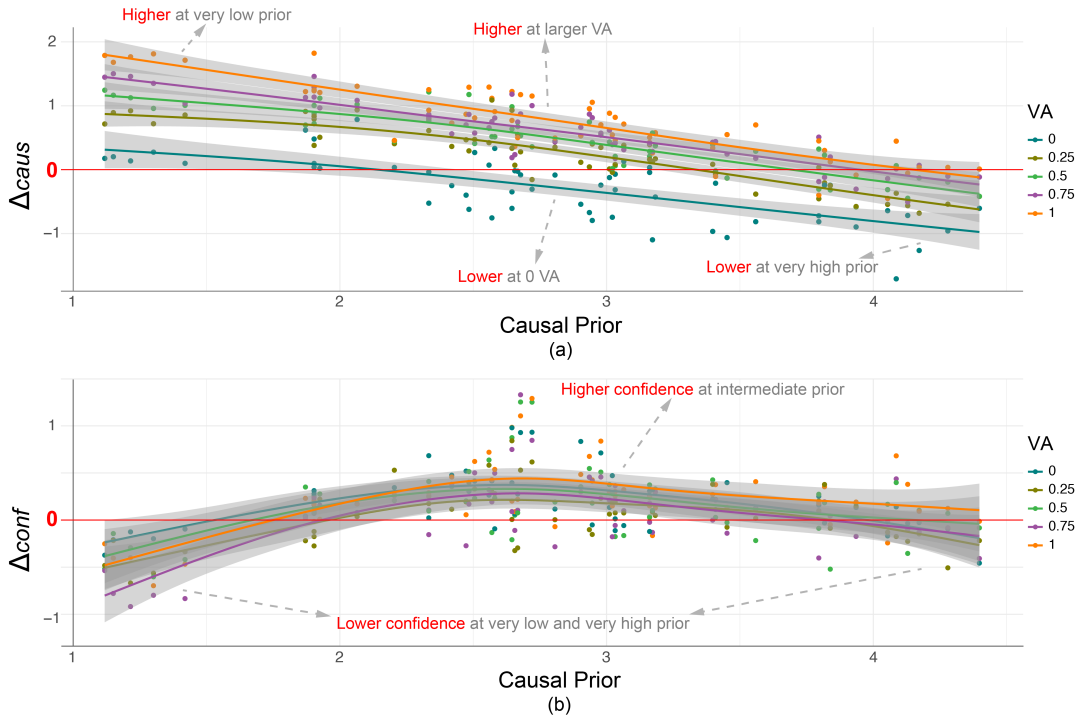 Higher at very low prior
Higher at larger VA
2
1
0
−1
Δcaus
Lower at 0 VA
Lower at very high prior
1
2
3
4
Causal Prior
(a)
VA
0
0.25
0.5
0.75
1
Higher confidence at intermediate prior
1
0
−1
Δconf
Lower confidence at very low and very high prior
1
2
3
4
Causal Prior
(b)
VA
0
0.25
0.5
0.75
1